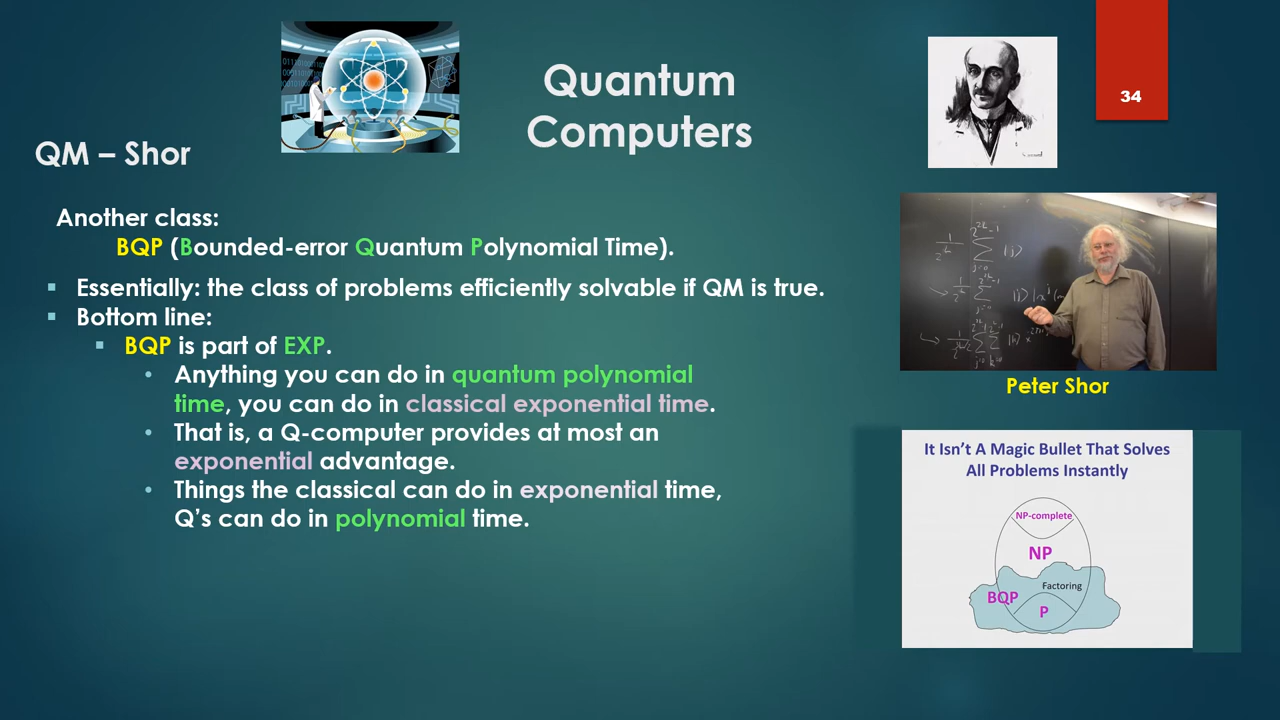 Quantum
Computers
34
QM – Shor
Another class:
BQP (Bounded-error Quantum Polynomial Time).
▪ Essentially: the class of problems efficiently solvable if QM is true.
▪ Bottom line:
▪ BQP is part of EXP.
• Anything you can do in quantum polynomial
time, you can do in classical exponential time.
• That is, a Q-computer provides at most an
exponential advantage.
• Things the classical can do in exponential time,
Q's can do in polynomial time.
Peter Shor
It Isn't A Magic Bullet That Solves
All Problems Instantly
NP-complete
NP
Factoring
BQP
P